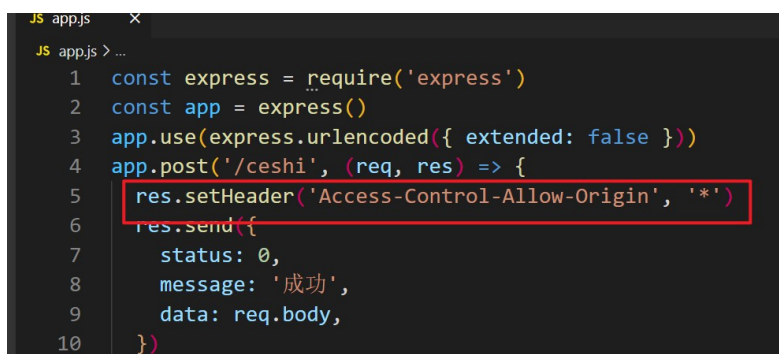 JS app.js ×
JS app.js > ...
1 const express = require('express')
2 const app = express()
3 app.use(express.urlencoded({ extended: false }))
4 app.post('/ceshi', (req, res) => {
5 res.setHeader('Access-Control-Allow-Origin', '*')
6 res.send({
7 status: 0,
8 message: '成功',
9 data: req.body,
10 })